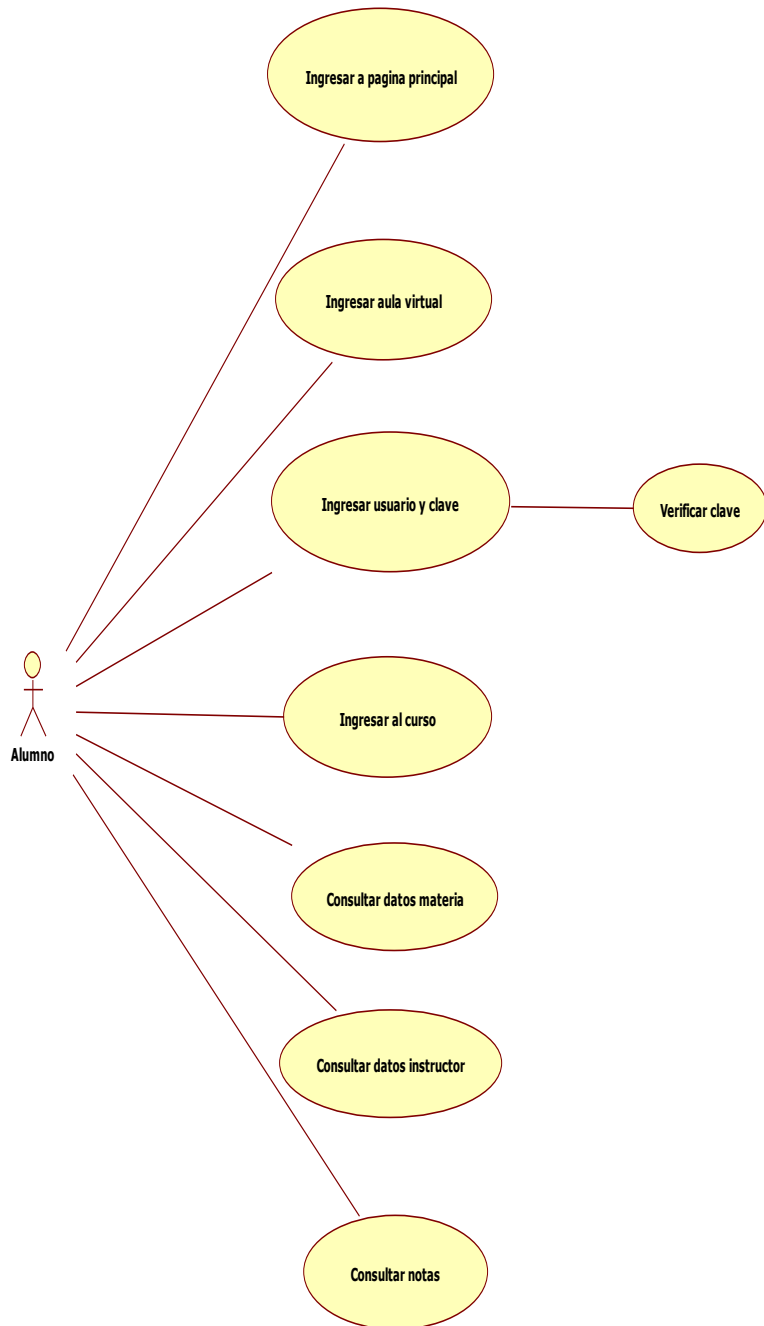 Ingresar a pagina principal
Ingresar aula virtual
Ingresar usuario y clave
Verificar clave
Ingresar al curso
Alumno
Consultar datos materia
Consultar datos instructor
Consultar notas